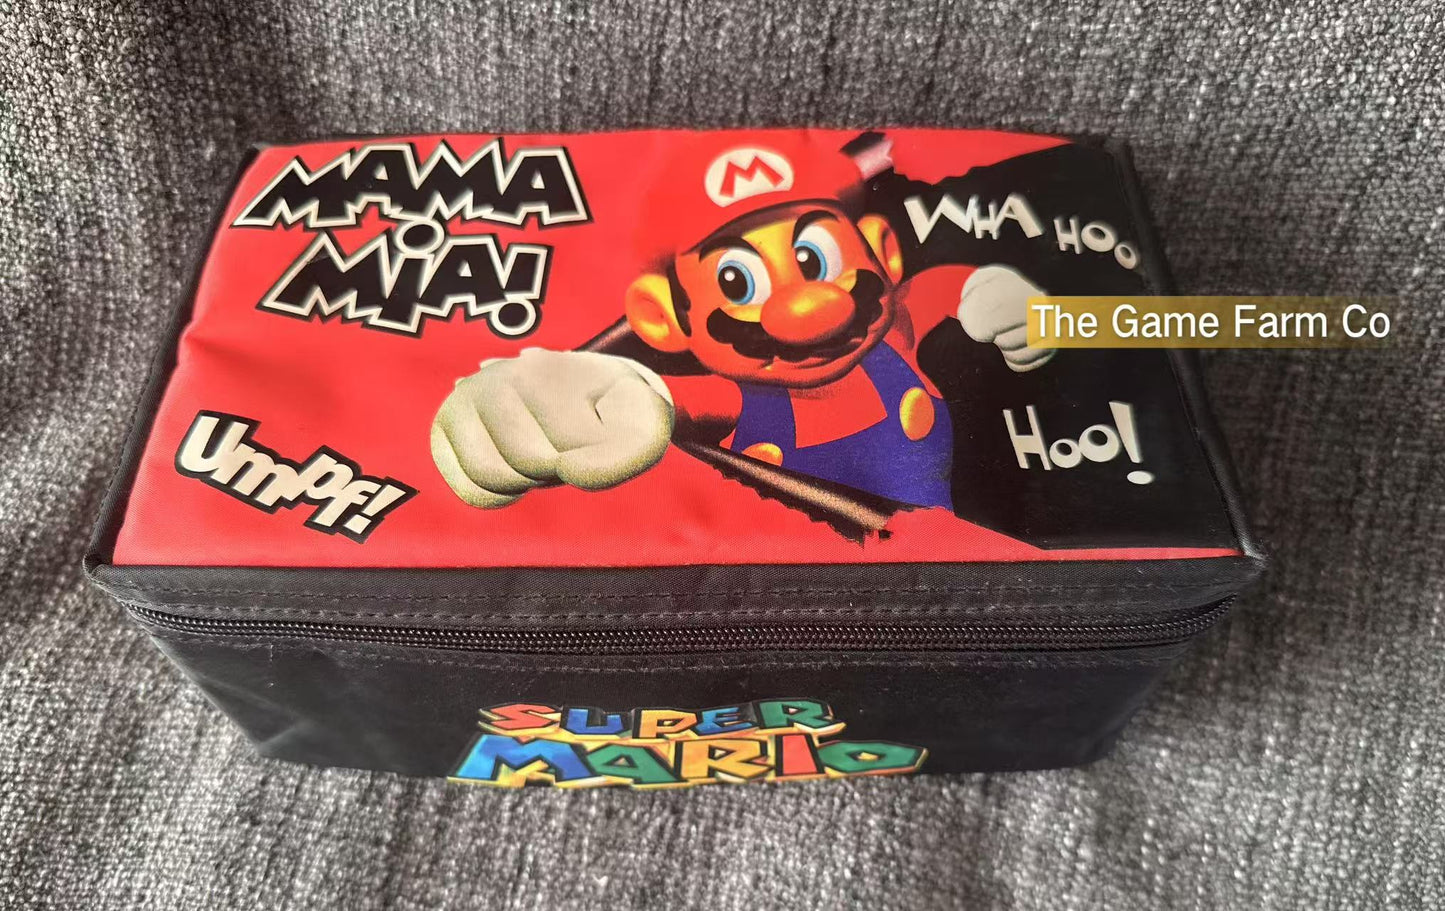 MAMA
MiA!
WHA HOO
The Game Farm Co
HOO!
Umpf!
SUPER
MARIO
M